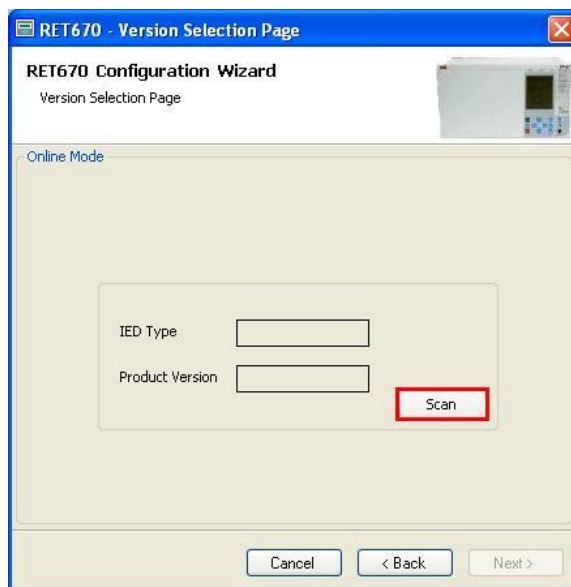 RET670 - Version Selection Page
RET670 Configuration Wizard
Version Selection Page
Online Mode
IED Type
Product Version
Scan
Cancel
< Back
Next >